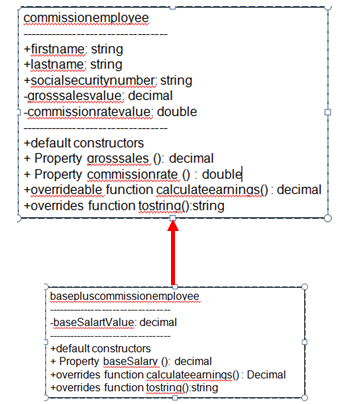 commissionemployee
----------------------------------
+firstname: string
+lastname: string
+socialsecuritynumber: string
-grosssalesvalue: decimal
-commissionratevalue: double
----------------------------------
+default constructors
+ Property grosssales (): decimal
+ Property commissionrate () : double
+overrideable function calculateearnings() : decimal
+overrides function tostring():string
basepluscommissionemployee
----------------------------------
-baseSalartValue: decimal
----------------------------------
+default constructors
+ Property baseSalary (): decimal
+overrides function calculateearnings() : Decimal
+overrides function tostring():string